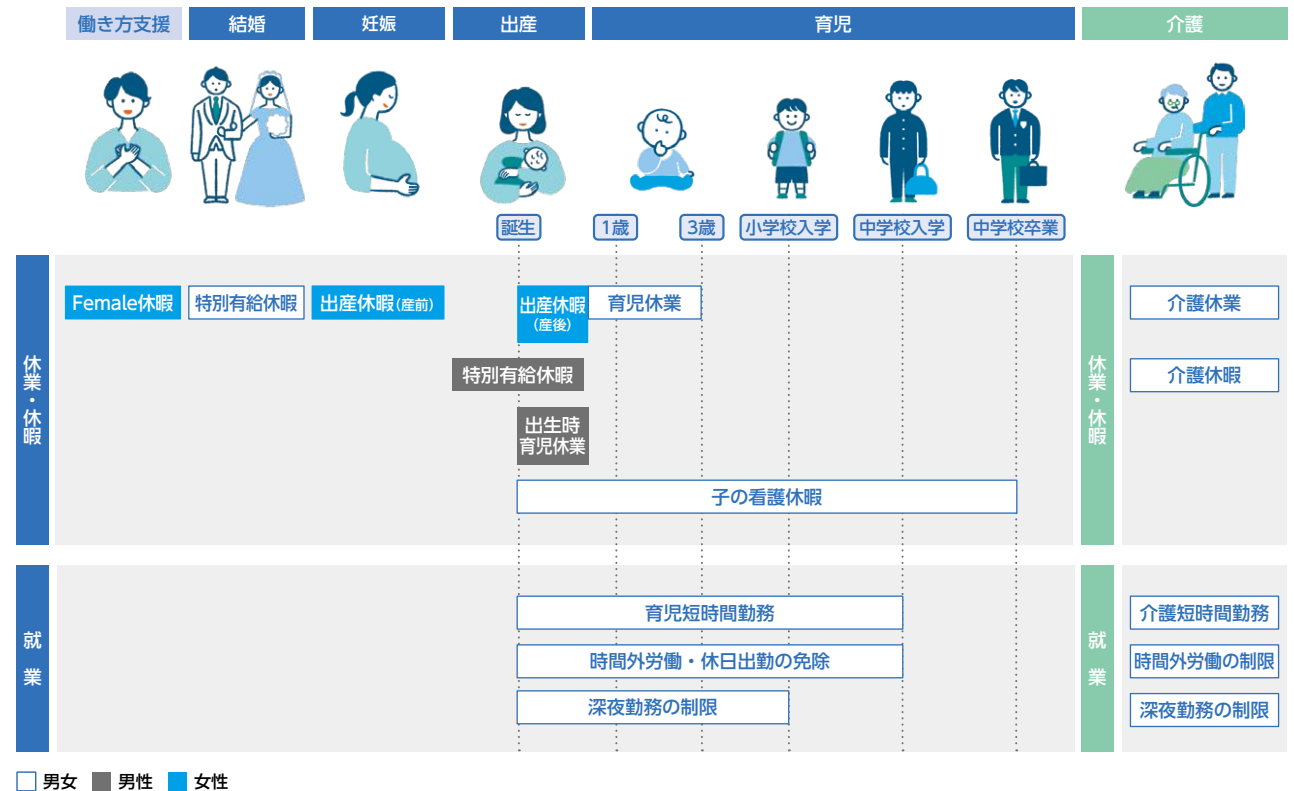 働き方支援
結婚
妊娠
出産
育児
介護
誕生
1歳
3歳
小学校入学
中学校入学
中学校卒業
休業・休暇
Female休暇
特別有給休暇
出産休暇(産前)
出産休暇
(産後)
育児休業
特別有給休暇
出生時
育児休業
子の看護休暇
休業・休暇
介護休業
介護休暇
就業
育児短時間勤務
時間外労働・休日出勤の免除
深夜勤務の制限
就業
介護短時間勤務
時間外労働の制限
深夜勤務の制限
男女
男性
女性